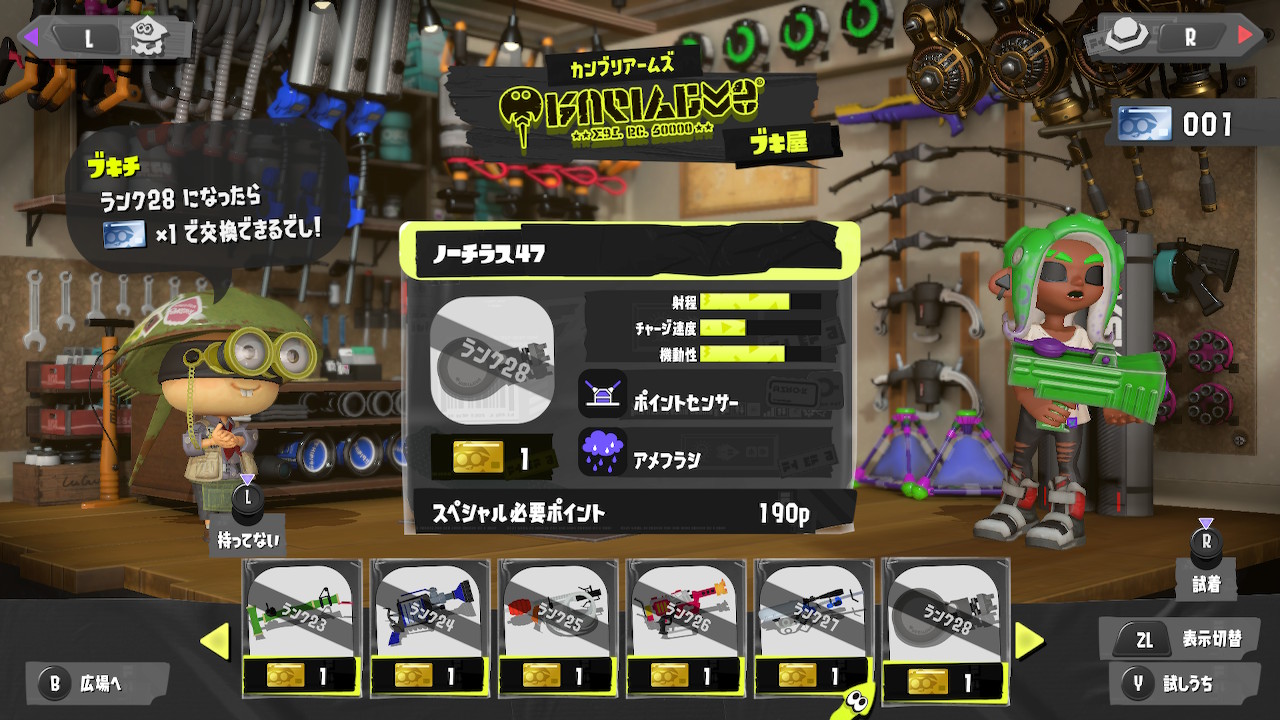 L
R
001
カンブリアームズ
ブキ屋
ブキチ
ランク28 になったら
×1 で交換できるでし!
ノーチラス47
ランク28
射程
チャージ速度
機動性
ポイントセンサー
1
アメフラシ
スペシャル必要ポイント 190p
L
持ってない
R
試着
ランク23
ランク24
ランク25
ランク26
ランク27
ランク28
1
1
1
1
1
1
ZL 表示切替
B 広場へ
Y 試しうち